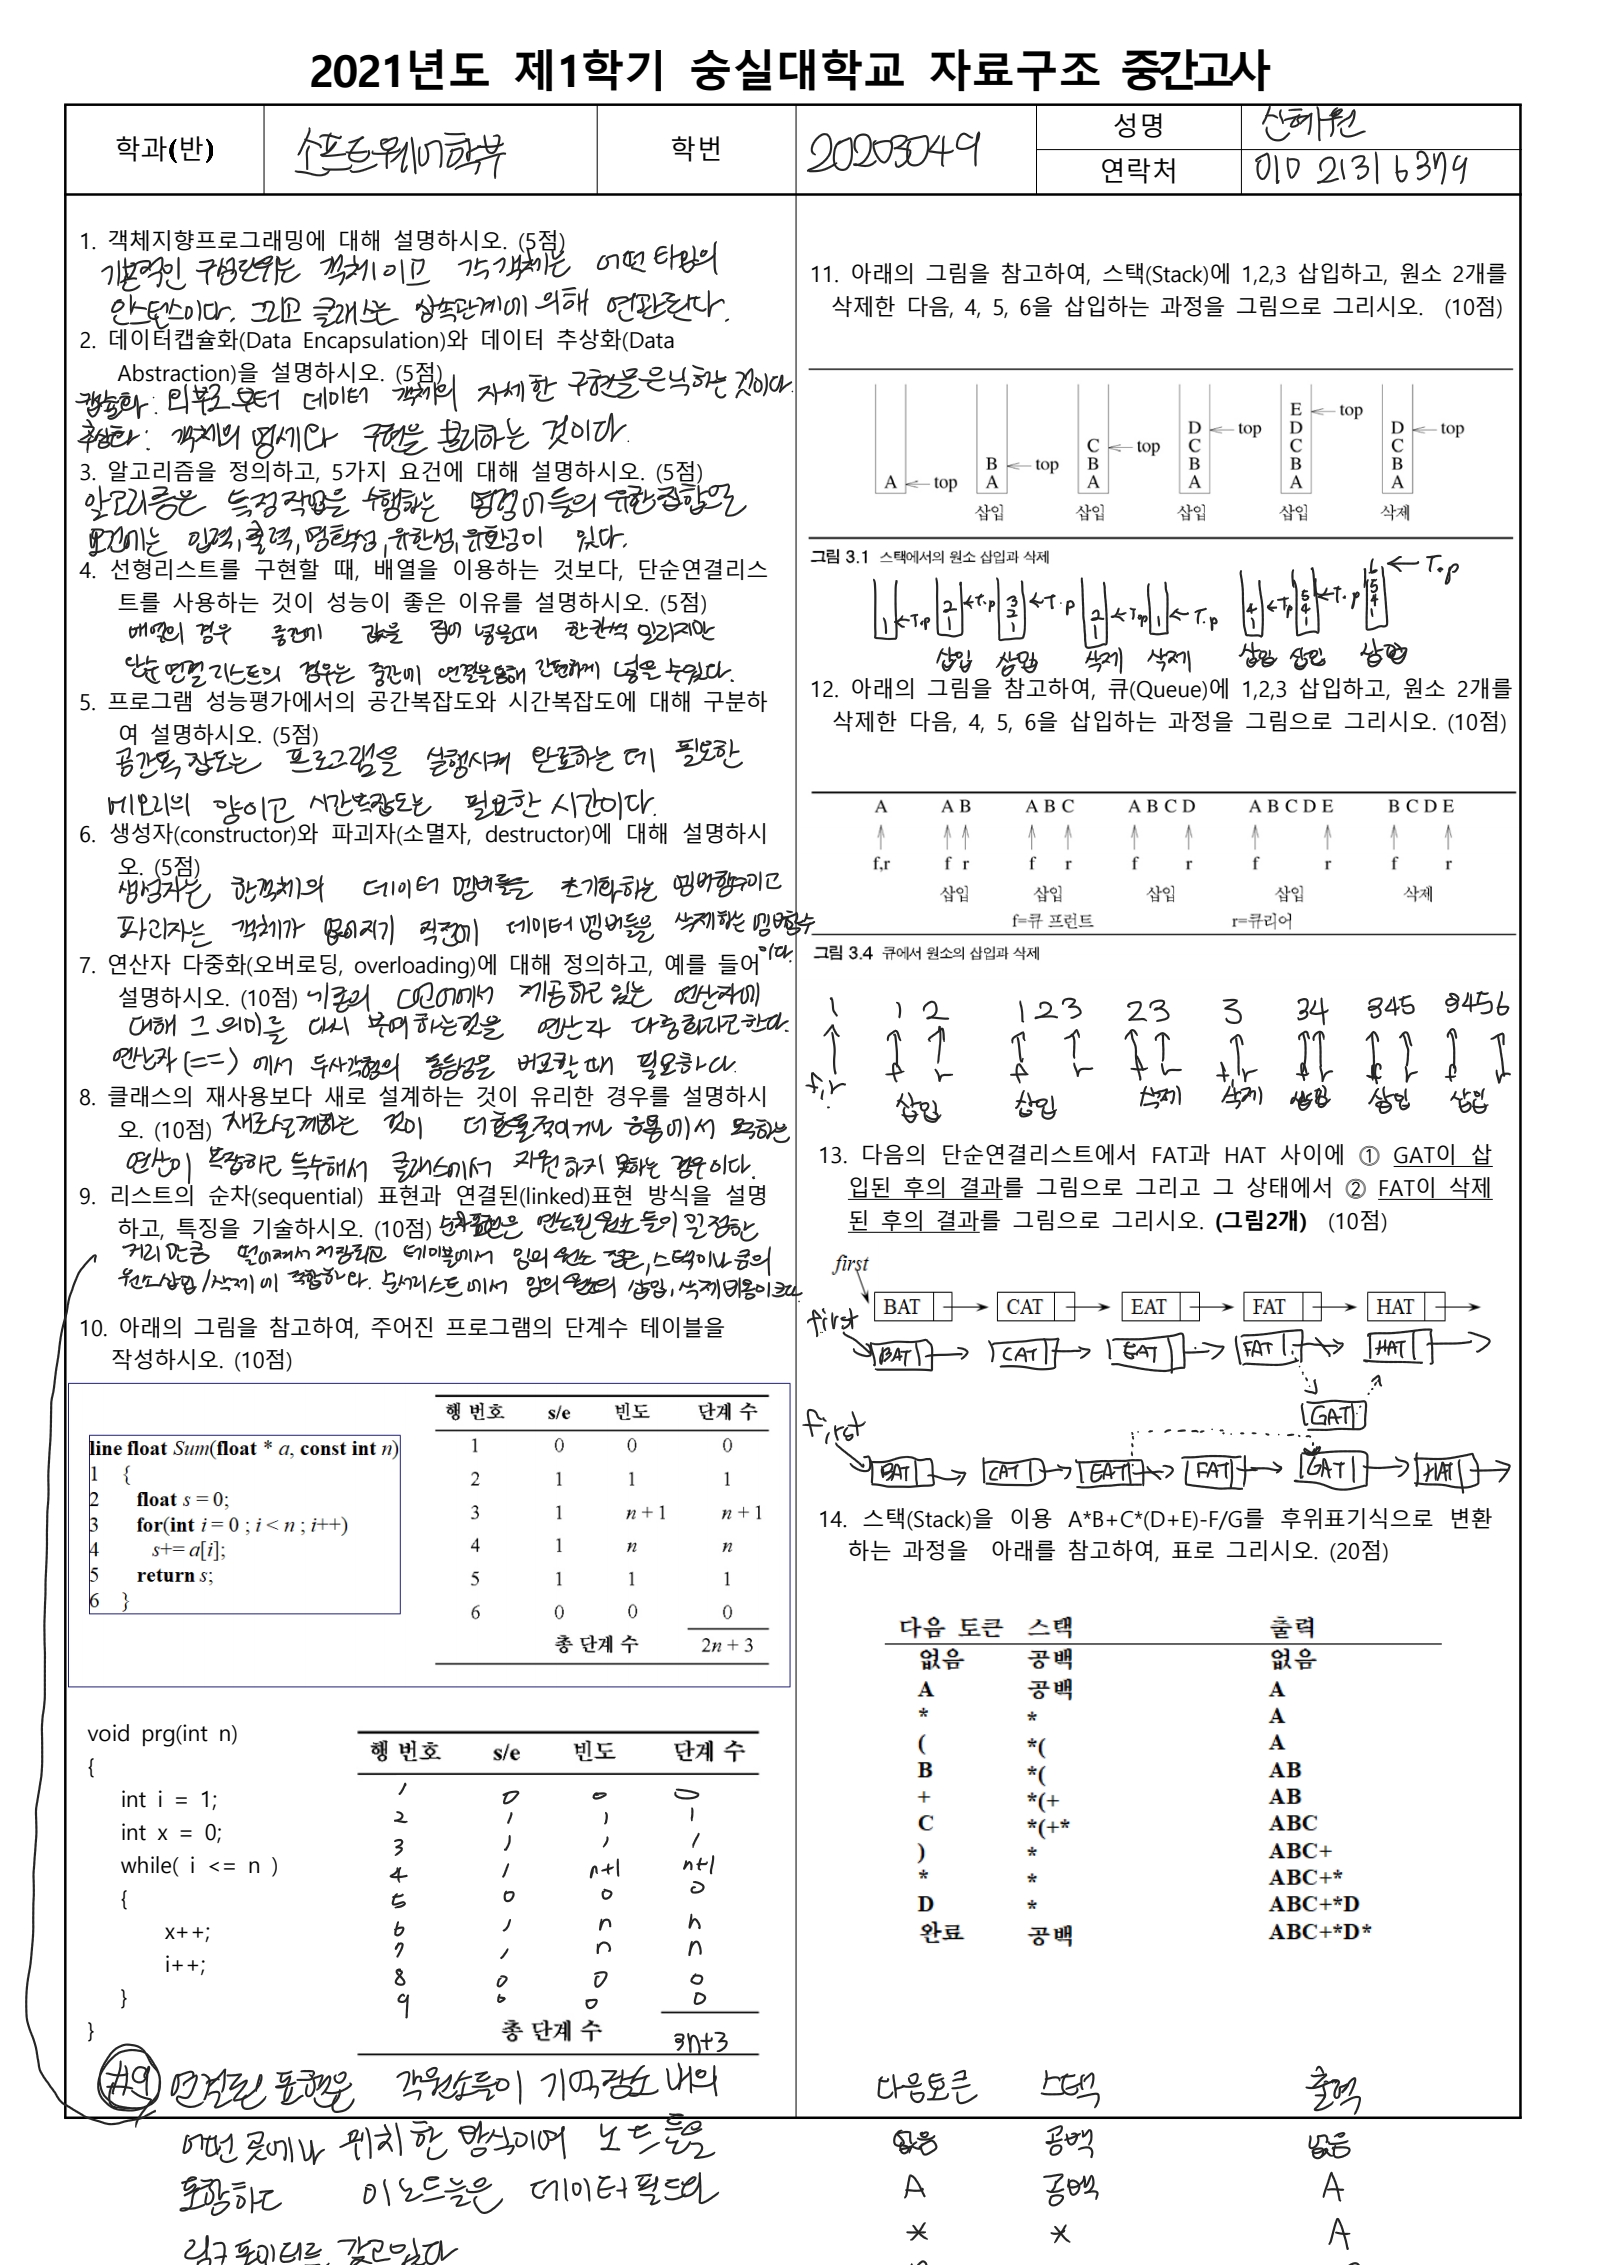 2021년도 제1학기 숭실대학교 자료구조 중간고사
학과(반) 소프트웨어학부 학번 20203049 성명 신혜원
연락처 010 2131 6379
1. 객체지향프로그래밍에 대해 설명하시오. (5점)
기본적인 구성단위는 객체이고 각 객체는 어떤 타입의
인스턴스이다. 그리고 클래스는 상속관계에 의해 연관된다.
2. 데이터캡슐화(Data Encapsulation)와 데이터 추상화(Data
Abstraction)을 설명하시오. (5점)
캡슐화: 외부로부터 데이터 객체의 자세한 구현을 은닉하는 것이다.
추상화: 객체의 명세와 구현을 분리하는 것이다.
3. 알고리즘을 정의하고, 5가지 요건에 대해 설명하시오. (5점)
알고리즘은 특정작업을 수행하는 명령어들의 유한집합으로
요건에는 입력, 출력, 명확성, 유한성, 유효성이 있다.
4. 선형리스트를 구현할 때, 배열을 이용하는 것보다, 단순연결리스
트를 사용하는 것이 성능이 좋은 이유를 설명하시오. (5점)
배열의 경우 중간에 값을 집어 넣을때 한칸씩 밀리지만
단순 연결 리스트의 경우는 중간에 연결을통해 간편하게 넣을 수있다.
5. 프로그램 성능평가에서의 공간복잡도와 시간복잡도에 대해 구분하
여 설명하시오. (5점)
공간복잡도는 프로그램을 실행시켜 완료하는 데 필요한
메모리의 양이고 시간복잡도는 필요한 시간이다.
6. 생성자(constructor)와 파괴자(소멸자, destructor)에 대해 설명하시
오. (5점)
생성자는 한객체의 데이터 멤버들을 초기화하는 멤버함수이고
파괴자는 객체가 없어지기 직전에 데이터 멤버들을 삭제하는 멤버함수
이다.
7. 연산자 다중화(오버로딩, overloading)에 대해 정의하고, 예를 들어
설명하시오. (10점) 기존의 C언어에서 제공하고 있는 연산자에
대해 그 의미를 다시 부여하는것을 연산자 다중화라고한다.
연산자(==)에서 두사각형의 동등성을 비교할 때 필요하다.
8. 클래스의 재사용보다 새로 설계하는 것이 유리한 경우를 설명하시
오. (10점) 새로설계하는 것이 더효율적이거나 응용에서 요구하는
연산이 복잡하고 특수해서 클래스에서 지원하지 못하는 경우이다.
9. 리스트의 순차(sequential) 표현과 연결된(linked)표현 방식을 설명
하고, 특징을 기술하시오. (10점) 순차표현은 연속된 원소들이 일정한
거리만큼 떨어져서 저장되고 테이블에서 임의 원소 접근, 스택이나 큐의
원소삽입/삭제에 적합하다. 순서리스트에서 임의 원소의 삽입, 삭제 비용이크다.
10. 아래의 그림을 참고하여, 주어진 프로그램의 단계수 테이블을
작성하시오. (10점)
line float Sum(float * a, const int n)
1 {
2 float s = 0;
3 for(int i = 0 ; i < n ; i++)
4 s+= a[i];
5 return s;
6 }
행 번호 s/e 빈도 단계 수
1 0 0 0
2 1 1 1
3 1 n + 1 n + 1
4 1 n n
5 1 1 1
6 0 0 0
총 단계 수 2n + 3
void prg(int n)
{
int i = 1;
int x = 0;
while( i <= n )
{
x++;
i++;
}
}
행 번호 s/e 빈도 단계 수
1 0 0 0
2 1 1 1
3 1 1 1
4 1 n+1 n+1
5 0 0 0
6 1 n n
7 1 n n
8 0 0 0
9 0 0 0
총 단계 수 3n+3
#9 연결된 표현은 각원소들이 기억장소 내의
어떤 곳에나 위치한 방식이며 노드들을
포함하고 이 노드들은 데이터 필드와
링크 포인터를 갖고있다
11. 아래의 그림을 참고하여, 스택(Stack)에 1,2,3 삽입하고, 원소 2개를
삭제한 다음, 4, 5, 6을 삽입하는 과정을 그림으로 그리시오. (10점)
A top
B A top 삽입
C B A top 삽입
D C B A top 삽입
E D C B A top 삽입
D C B A top 삭제
그림 3.1 스택에서의 원소 삽입과 삭제
1 Top
2 1 Top 삽입
3 2 1 Top 삽입
2 1 Top 삭제
1 Top 삭제
4 1 Top 삽입
5 4 1 Top 삽입
6 5 4 1 Top 삽입
12. 아래의 그림을 참고하여, 큐(Queue)에 1,2,3 삽입하고, 원소 2개를
삭제한 다음, 4, 5, 6을 삽입하는 과정을 그림으로 그리시오. (10점)
A A B A B C A B C D A B C D E B C D E
f,r f r f r f r f r f r
삽입 삽입 삽입 삽입 삭제
f=큐 프런트 r=큐리어
그림 3.4 큐에서 원소의 삽입과 삭제
1 1 2 1 2 3 2 3 3 34 345 3456
f,r f r f r f r f r f r f r f r
삽입 삽입 삭제 삭제 삽입 삽입 삽입
13. 다음의 단순연결리스트에서 FAT과 HAT 사이에 ① GAT이 삽
입된 후의 결과를 그림으로 그리고 그 상태에서 ② FAT이 삭제
된 후의 결과를 그림으로 그리시오. (그림2개) (10점)
first
BAT CAT EAT FAT HAT
first
BAT CAT EAT FAT HAT
GAT
first
BAT CAT EAT FAT GAT HAT
14. 스택(Stack)을 이용 A*B+C*(D+E)-F/G를 후위표기식으로 변환
하는 과정을 아래를 참고하여, 표로 그리시오. (20점)
다음 토큰 스택 출력
없음 공백 없음
A 공백 A
* * A
( *( A
B *( AB
+ *(+ AB
C *(+* ABC
) * ABC+
* * ABC+*
D * ABC+*D
완료 공백 ABC+*D*
다음토큰 스택 출력
없음 공백 없음
A 공백 A
* * A